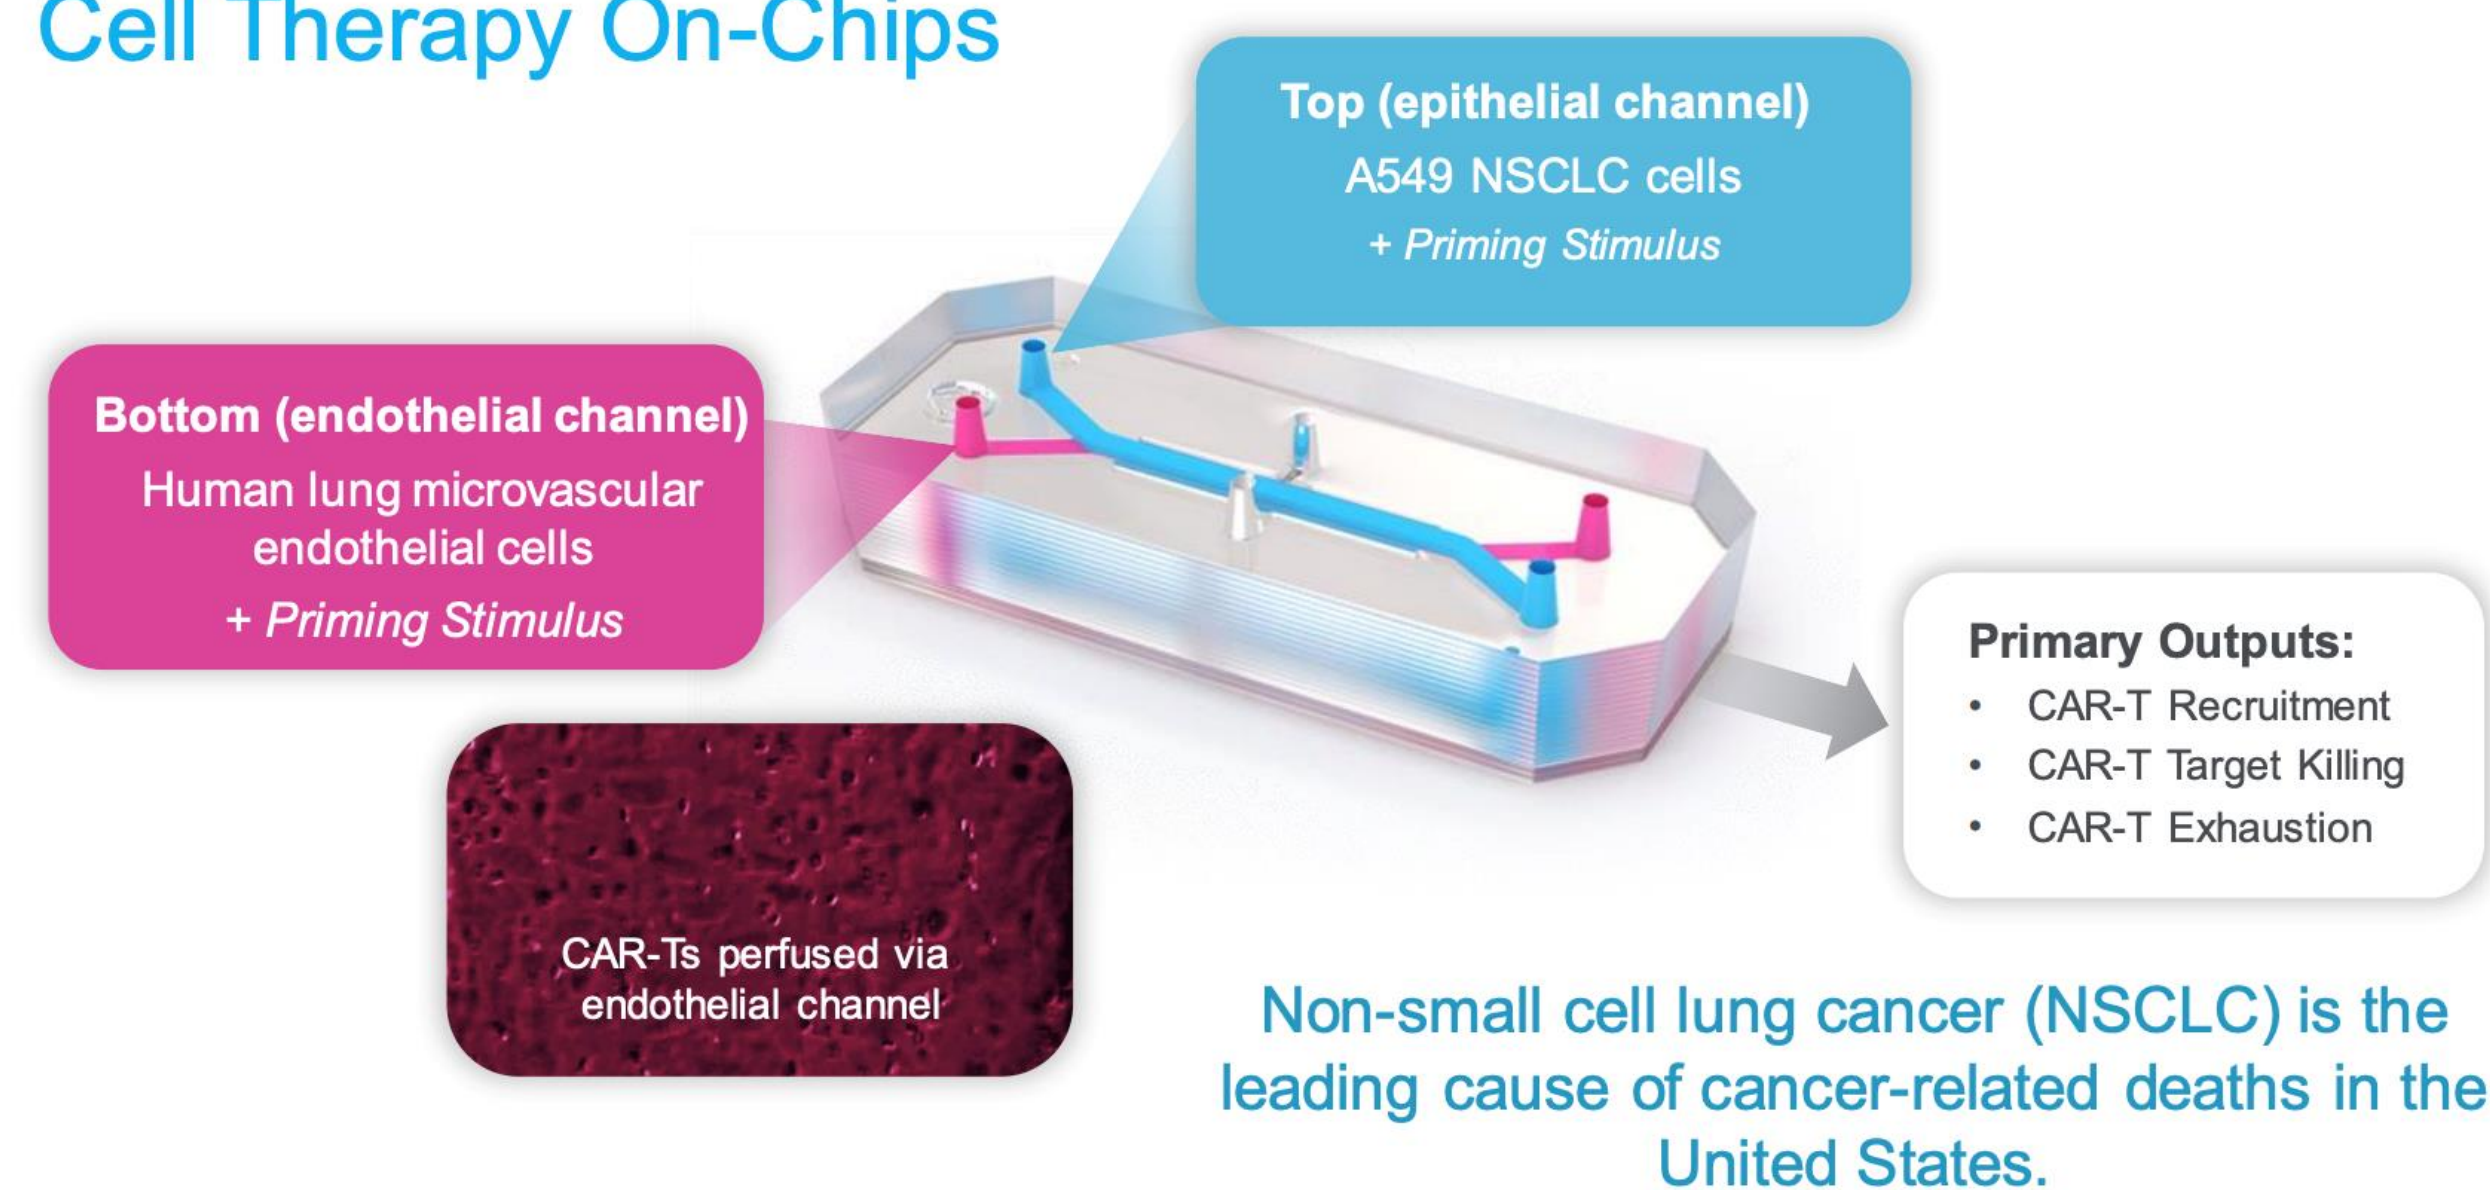 Cell Therapy On-Chips
Top (epithelial channel)
A549 NSCLC cells
+ Priming Stimulus
Bottom (endothelial channel)
Human lung microvascular
endothelial cells
+ Priming Stimulus
CAR-Ts perfused via
endothelial channel
Primary Outputs:
• CAR-T Recruitment
• CAR-T Target Killing
• CAR-T Exhaustion
Non-small cell lung cancer (NSCLC) is the
leading cause of cancer-related deaths in the
United States.